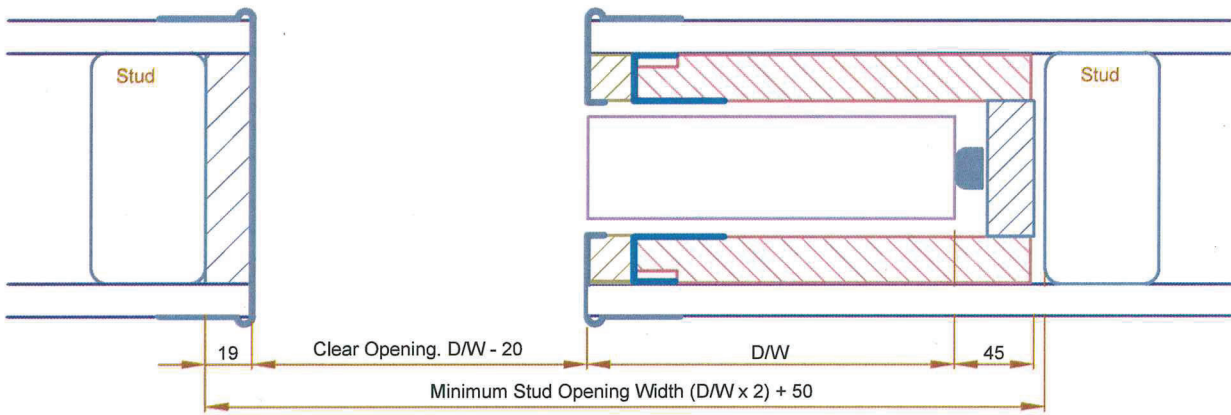 Stud
Stud
19
Clear Opening. D/W - 20
D/W
45
Minimum Stud Opening Width (D/W x 2) + 50